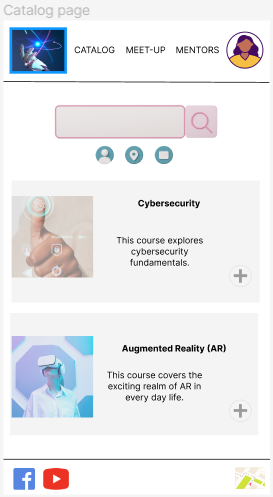 Catalog page
CATALOG MEET-UP MENTORS
Cybersecurity
This course explores
cybersecurity
fundamentals.
Augmented Reality (AR)
This course covers the
exciting realm of AR in
every day life.